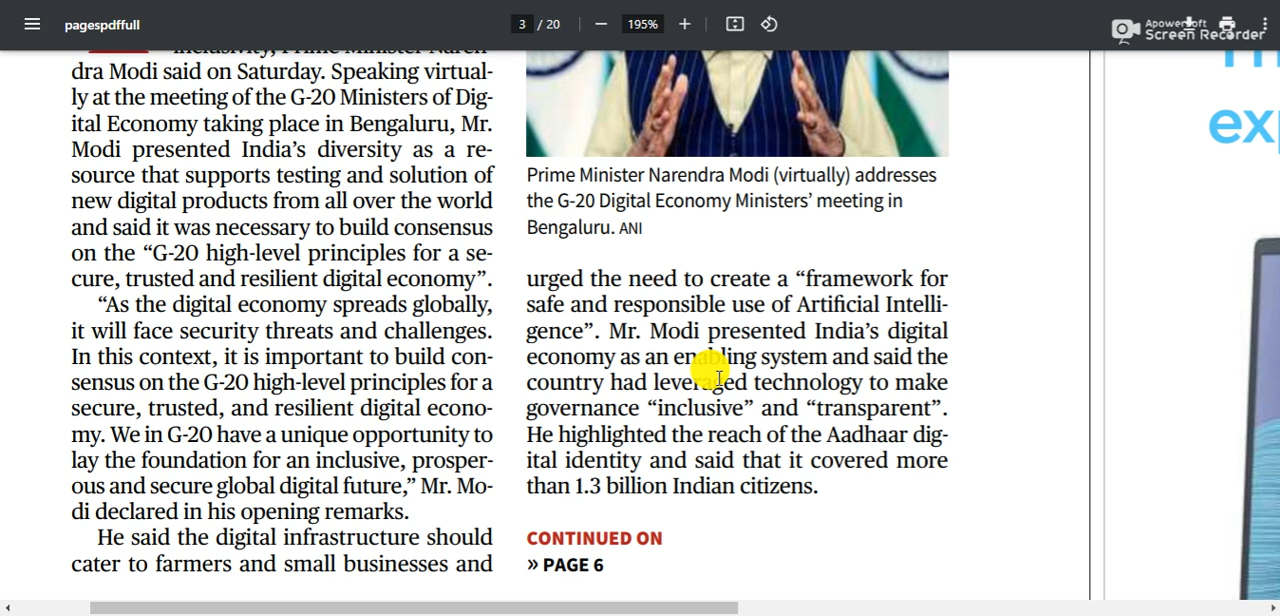 pagespdffull
3 / 20
195%
Apowersoft
Screen Recorder
dra Modi said on Saturday. Speaking virtual-
ly at the meeting of the G-20 Ministers of Dig-
ital Economy taking place in Bengaluru, Mr.
Modi presented India’s diversity as a re-
source that supports testing and solution of
new digital products from all over the world
and said it was necessary to build consensus
on the “G-20 high-level principles for a se-
cure, trusted and resilient digital economy”.
“As the digital economy spreads globally,
it will face security threats and challenges.
In this context, it is important to build con-
sensus on the G-20 high-level principles for a
secure, trusted, and resilient digital econo-
my. We in G-20 have a unique opportunity to
lay the foundation for an inclusive, prosper-
ous and secure global digital future,” Mr. Mo-
di declared in his opening remarks.
He said the digital infrastructure should
cater to farmers and small businesses and
Prime Minister Narendra Modi (virtually) addresses
the G-20 Digital Economy Ministers’ meeting in
Bengaluru. ANI
urged the need to create a “framework for
safe and responsible use of Artificial Intelli-
gence”. Mr. Modi presented India’s digital
economy as an enabling system and said the
country had leveraged technology to make
governance “inclusive” and “transparent”.
He highlighted the reach of the Aadhaar dig-
ital identity and said that it covered more
than 1.3 billion Indian citizens.
CONTINUED ON
» PAGE 6